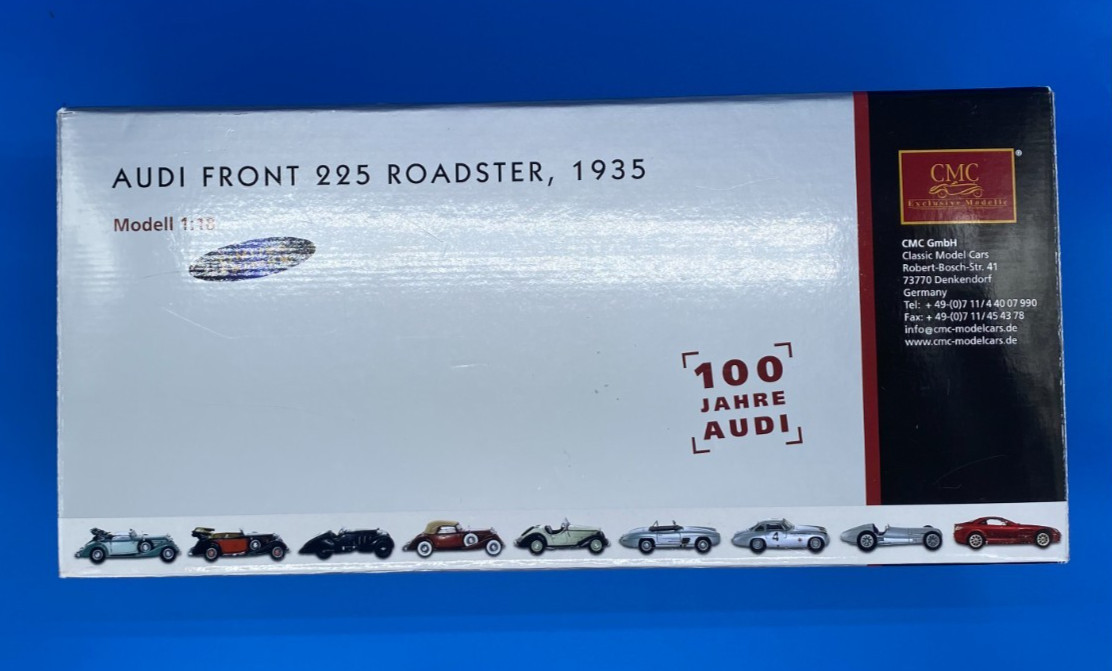 AUDI FRONT 225 ROADSTER, 1935
Modell 1:18
100
JAHRE
AUDI
CMC
®
Exclusive Modelle
CMC GmbH
Classic Model Cars
Robert-Bosch-Str. 41
73770 Denkendorf
Germany
Tel: + 49-(0)7 11/4 40 07 990
Fax: + 49-(0)7 11/45 43 78
info@cmc-modelcars.de
www.cmc-modelcars.de
4